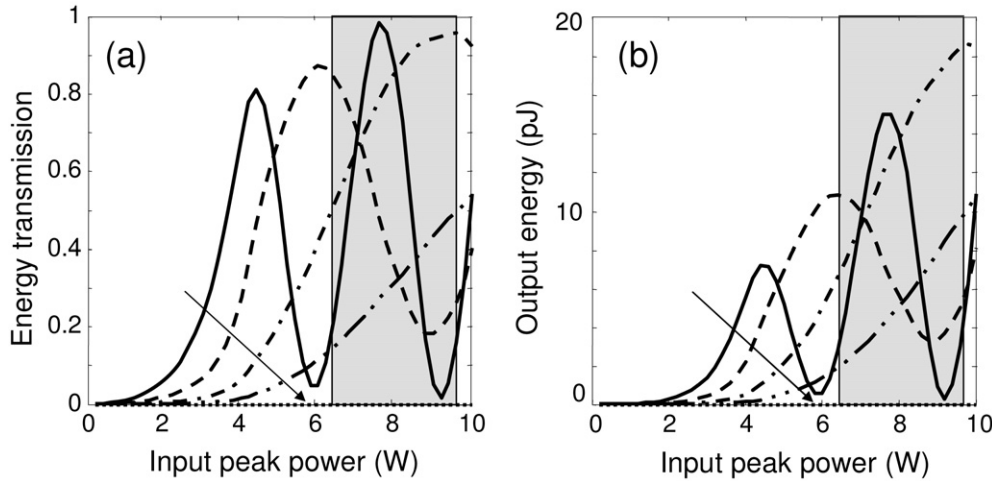 (a)
Energy transmission
1
0.8
0.6
0.4
0.2
0
0 2 4 6 8 10
Input peak power (W)
(b)
Output energy (pJ)
20
10
0
0 2 4 6 8 10
Input peak power (W)